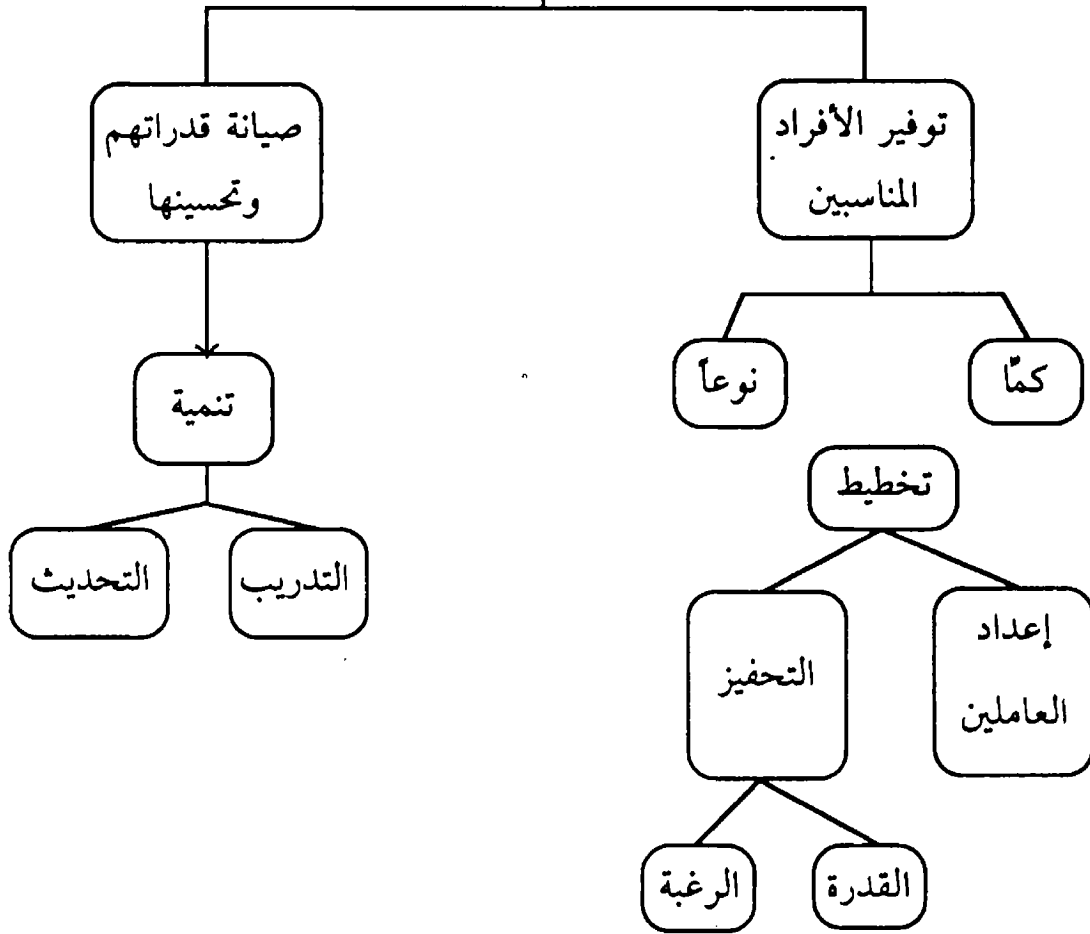 توفير الأفراد
المناسبين
صيانة قدراتهم
وتحسينها
كمًّا
نوعاً
تنمية
تخطيط
التدريب
التحديث
إعداد
العاملين
التحفيز
القدرة
الرغبة